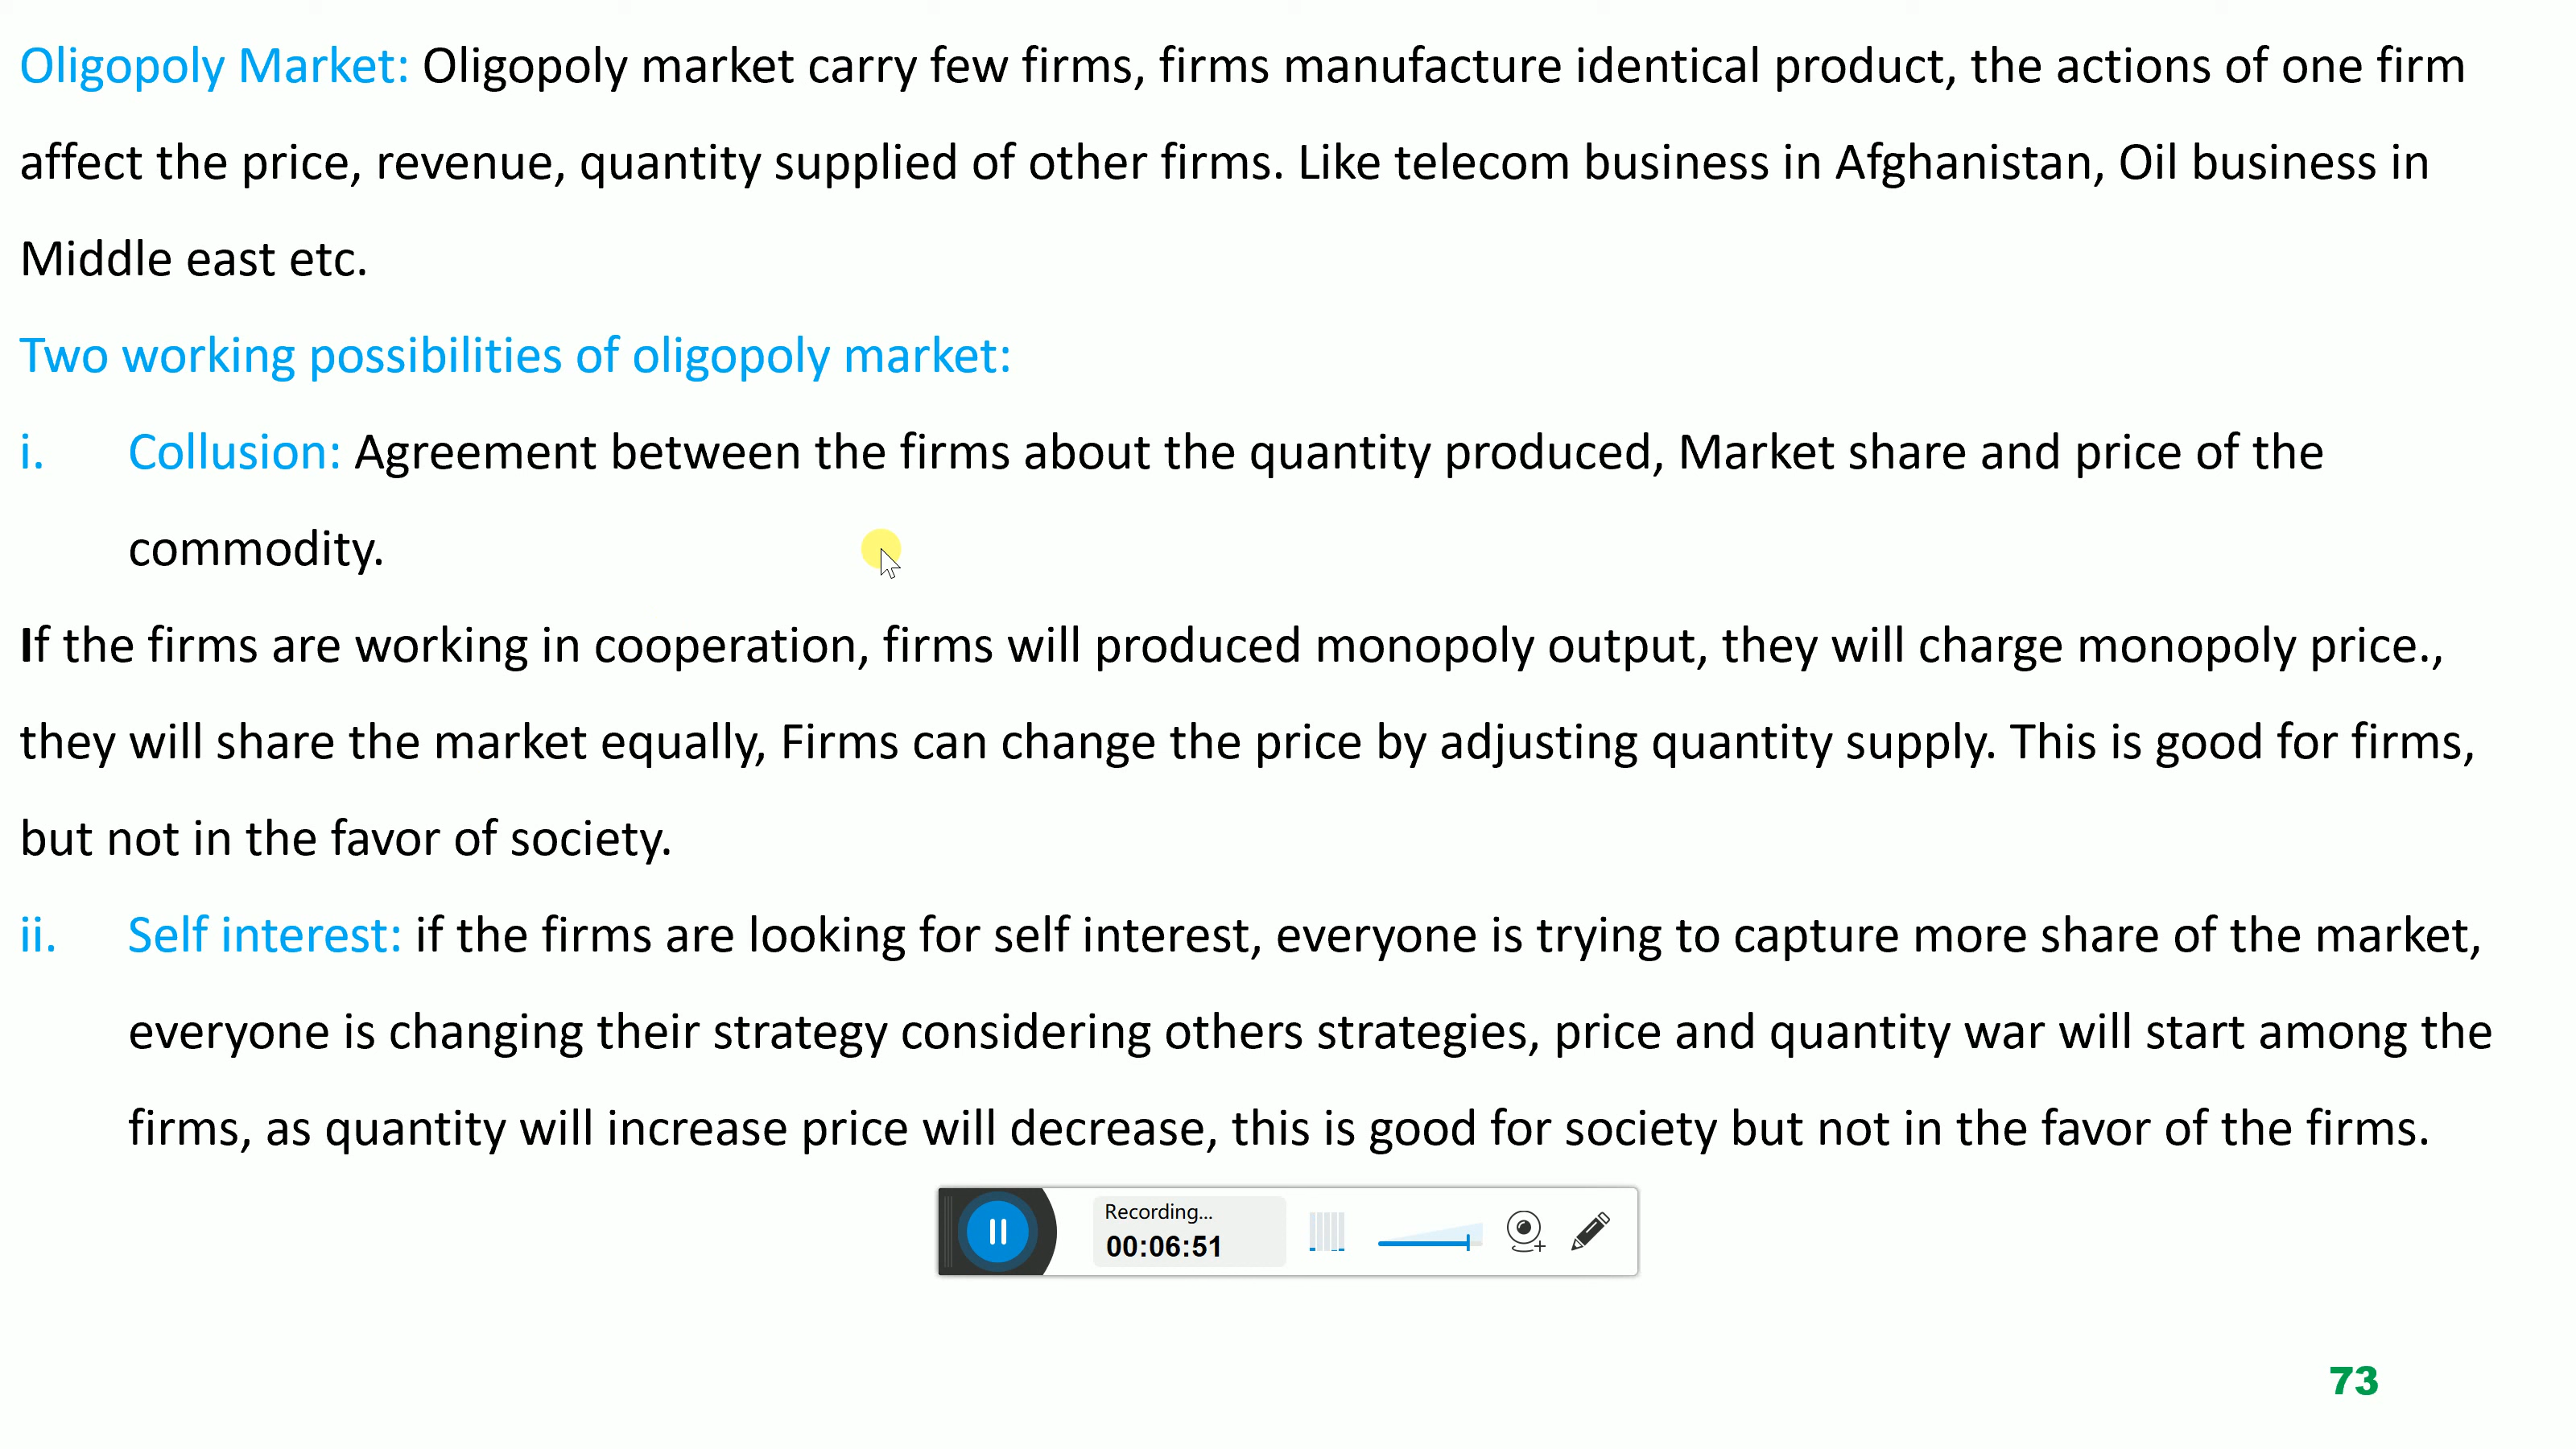 Oligopoly Market: Oligopoly market carry few firms, firms manufacture identical product, the actions of one firm
affect the price, revenue, quantity supplied of other firms. Like telecom business in Afghanistan, Oil business in
Middle east etc.
Two working possibilities of oligopoly market:
i. Collusion: Agreement between the firms about the quantity produced, Market share and price of the
commodity.
If the firms are working in cooperation, firms will produced monopoly output, they will charge monopoly price.,
they will share the market equally, Firms can change the price by adjusting quantity supply. This is good for firms,
but not in the favor of society.
ii. Self interest: if the firms are looking for self interest, everyone is trying to capture more share of the market,
everyone is changing their strategy considering others strategies, price and quantity war will start among the
firms, as quantity will increase price will decrease, this is good for society but not in the favor of the firms.
Recording...
00:06:51
73